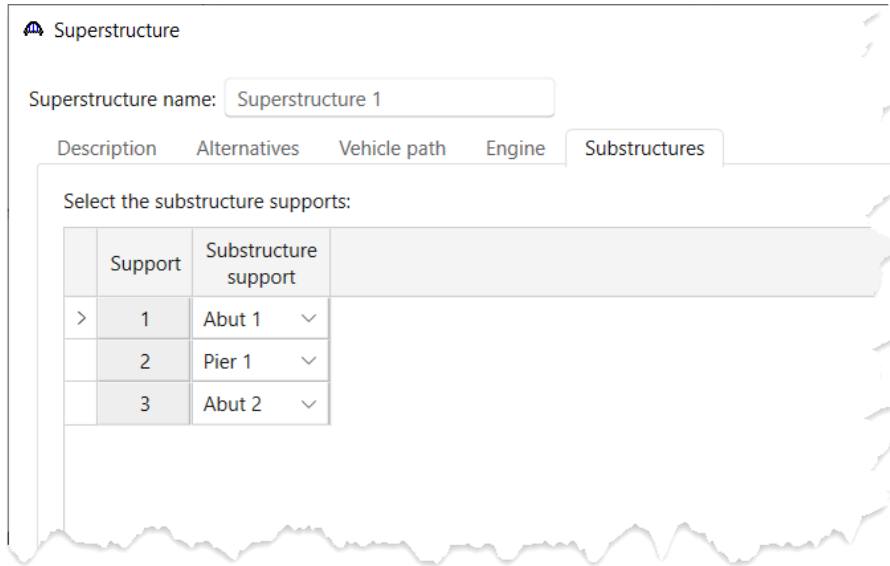 Superstructure
Superstructure name: Superstructure 1
Description Alternatives Vehicle path Engine Substructures
Select the substructure supports:
Support Substructure support
1 Abut 1
2 Pier 1
3 Abut 2